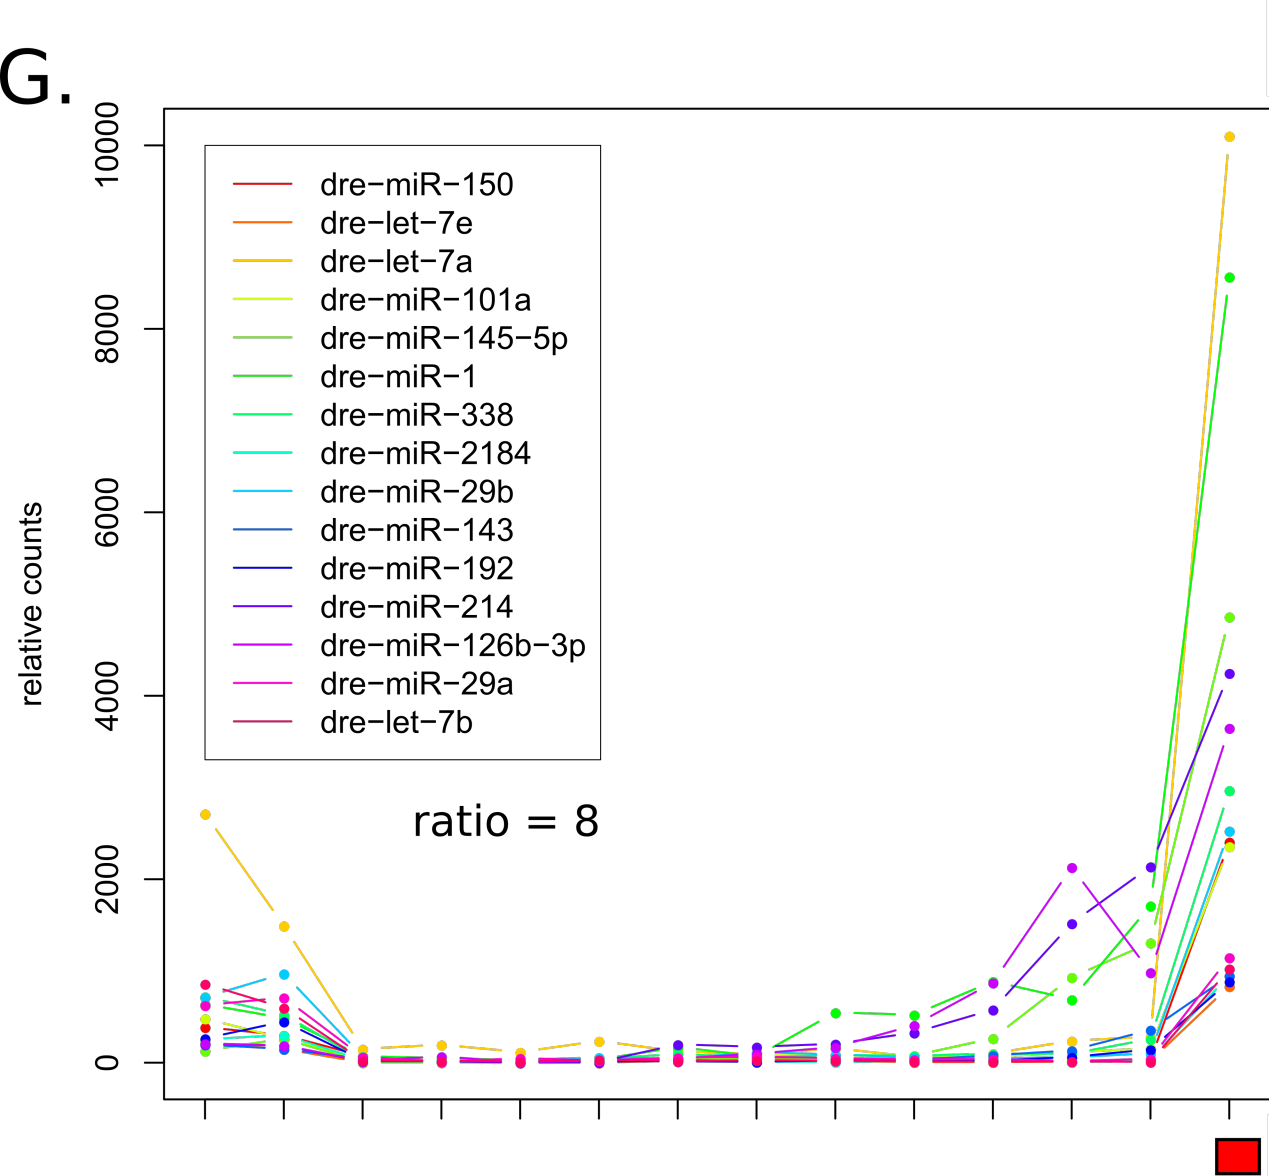 G.
10000
8000
6000
4000
2000
0
relative counts
dre−miR−150
dre−let−7e
dre−let−7a
dre−miR−101a
dre−miR−145−5p
dre−miR−1
dre−miR−338
dre−miR−2184
dre−miR−29b
dre−miR−143
dre−miR−192
dre−miR−214
dre−miR−126b−3p
dre−miR−29a
dre−let−7b
ratio = 8